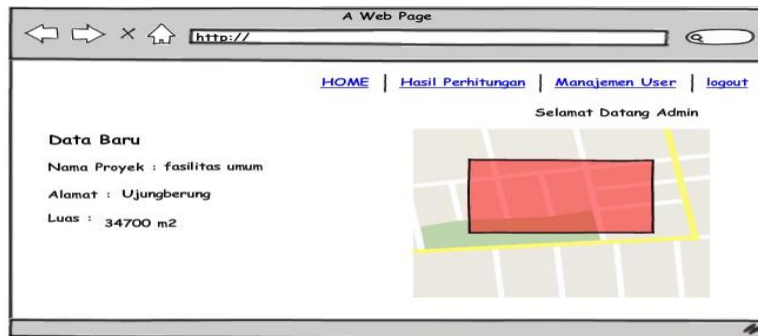 A Web Page
http://
HOME | Hasil Perhitungan | Manajemen User | logout
Selamat Datang Admin
Data Baru
Nama Proyek : fasilitas umum
Alamat : Ujungberung
Luas : 34700 m2